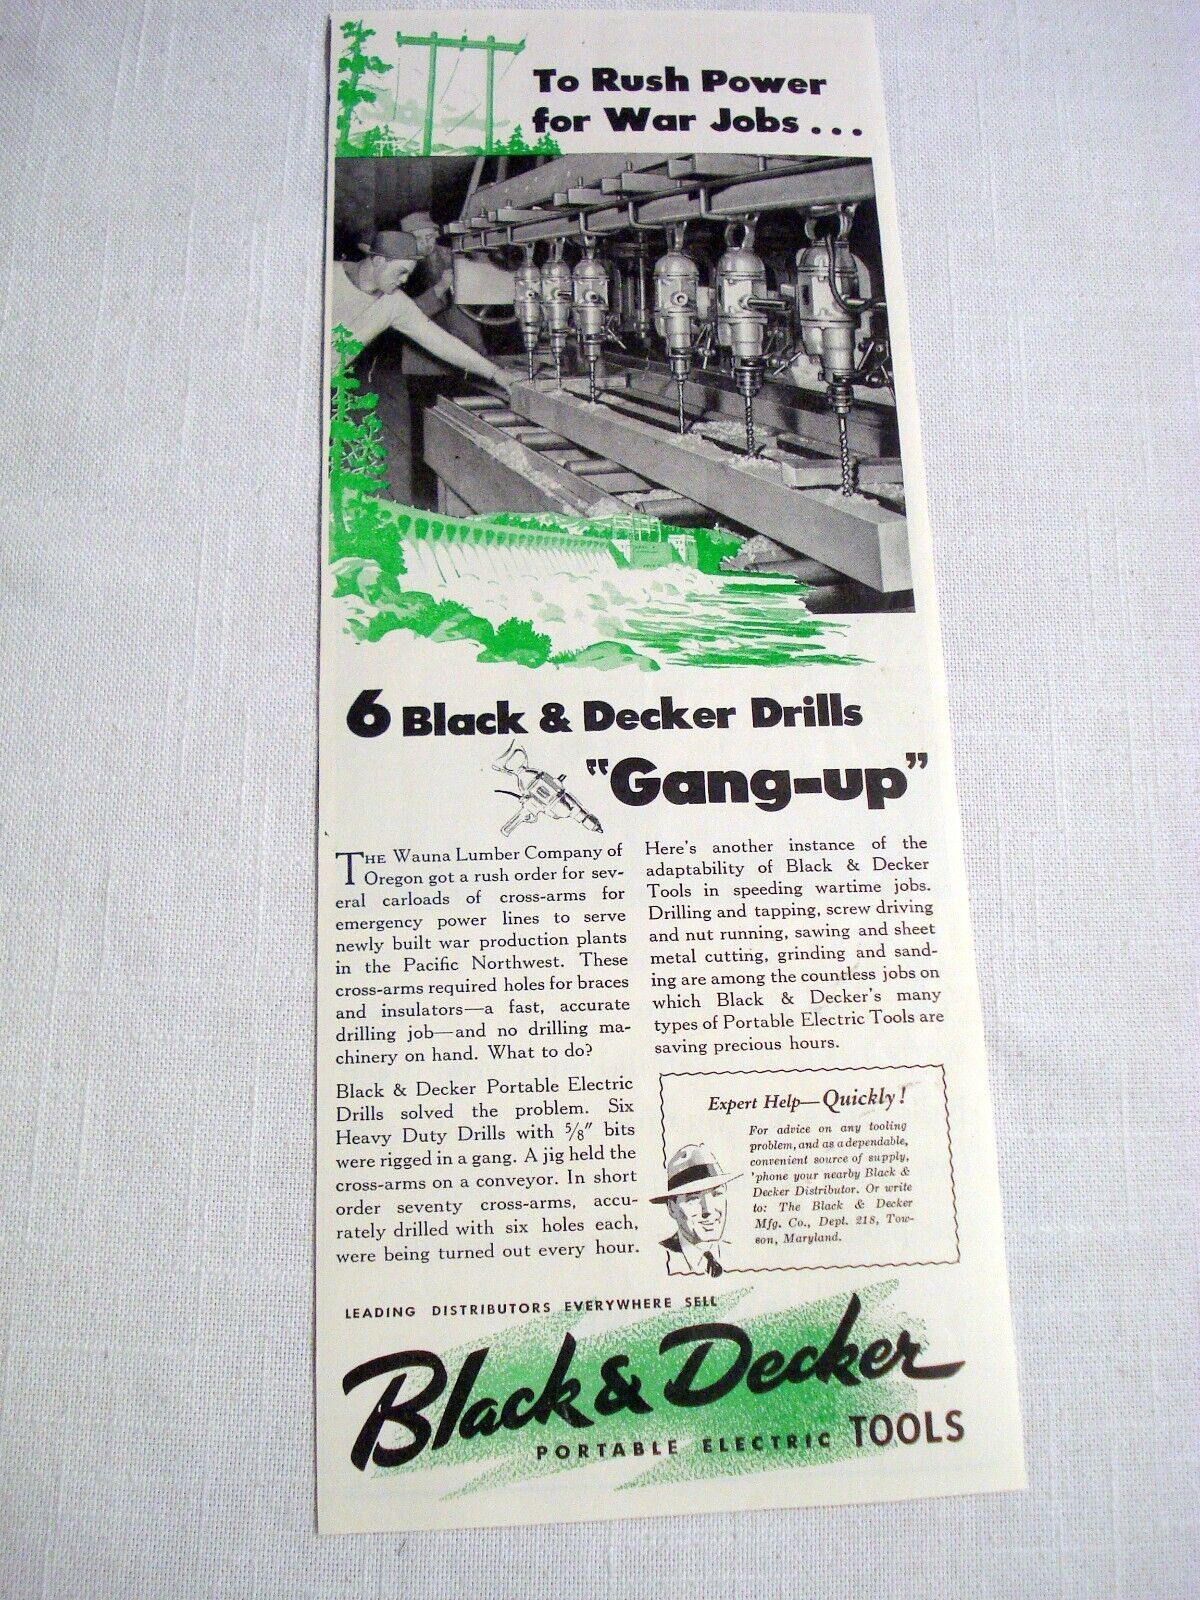 To Rush Power
for War Jobs . . .
6 Black & Decker Drills
"Gang-up"
THE Wauna Lumber Company of
Oregon got a rush order for sev-
eral carloads of cross-arms for
emergency power lines to serve
newly built war production plants
in the Pacific Northwest. These
cross-arms required holes for braces
and insulators—a fast, accurate
drilling job—and no drilling ma-
chinery on hand. What to do?
Black & Decker Portable Electric
Drills solved the problem. Six
Heavy Duty Drills with 5/8" bits
were rigged in a gang. A jig held the
cross-arms on a conveyor. In short
order seventy cross-arms, accu-
rately drilled with six holes each,
were being turned out every hour.
Here's another instance of the
adaptability of Black & Decker
Tools in speeding wartime jobs.
Drilling and tapping, screw driving
and nut running, sawing and sheet
metal cutting, grinding and sand-
ing are among the countless jobs on
which Black & Decker's many
types of Portable Electric Tools are
saving precious hours.
Expert Help—Quickly!
For advice on any tooling
problem, and as a dependable,
convenient source of supply,
'phone your nearby Black &
Decker Distributor. Or write
to: The Black & Decker
Mfg. Co., Dept. 218, Tow-
son, Maryland.
LEADING DISTRIBUTORS EVERYWHERE SELL
Black & Decker
PORTABLE ELECTRIC TOOLS